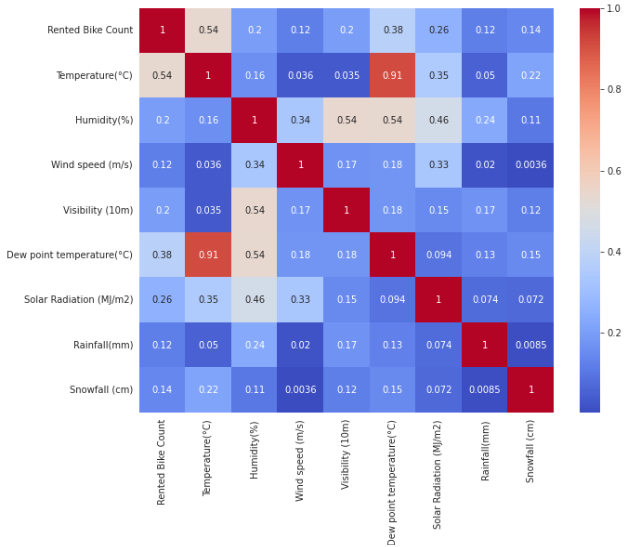 Rented Bike Count 1 0.54 0.2 0.12 0.2 0.38 0.26 0.12 0.14
Temperature(°C) 0.54 1 0.16 0.036 0.035 0.91 0.35 0.05 0.22
Humidity(%) 0.2 0.16 1 0.34 0.54 0.54 0.46 0.24 0.11
Wind speed (m/s) 0.12 0.036 0.34 1 0.17 0.18 0.33 0.02 0.0036
Visibility (10m) 0.2 0.035 0.54 0.17 1 0.18 0.15 0.17 0.12
Dew point temperature(°C) 0.38 0.91 0.54 0.18 0.18 1 0.094 0.13 0.15
Solar Radiation (MJ/m2) 0.26 0.35 0.46 0.33 0.15 0.094 1 0.074 0.072
Rainfall(mm) 0.12 0.05 0.24 0.02 0.17 0.13 0.074 1 0.0085
Snowfall (cm) 0.14 0.22 0.11 0.0036 0.12 0.15 0.072 0.0085 1
Rented Bike Count
Temperature(°C)
Humidity(%)
Wind speed (m/s)
Visibility (10m)
Dew point temperature(°C)
Solar Radiation (MJ/m2)
Rainfall(mm)
Snowfall (cm)
1.0
0.8
0.6
0.4
0.2